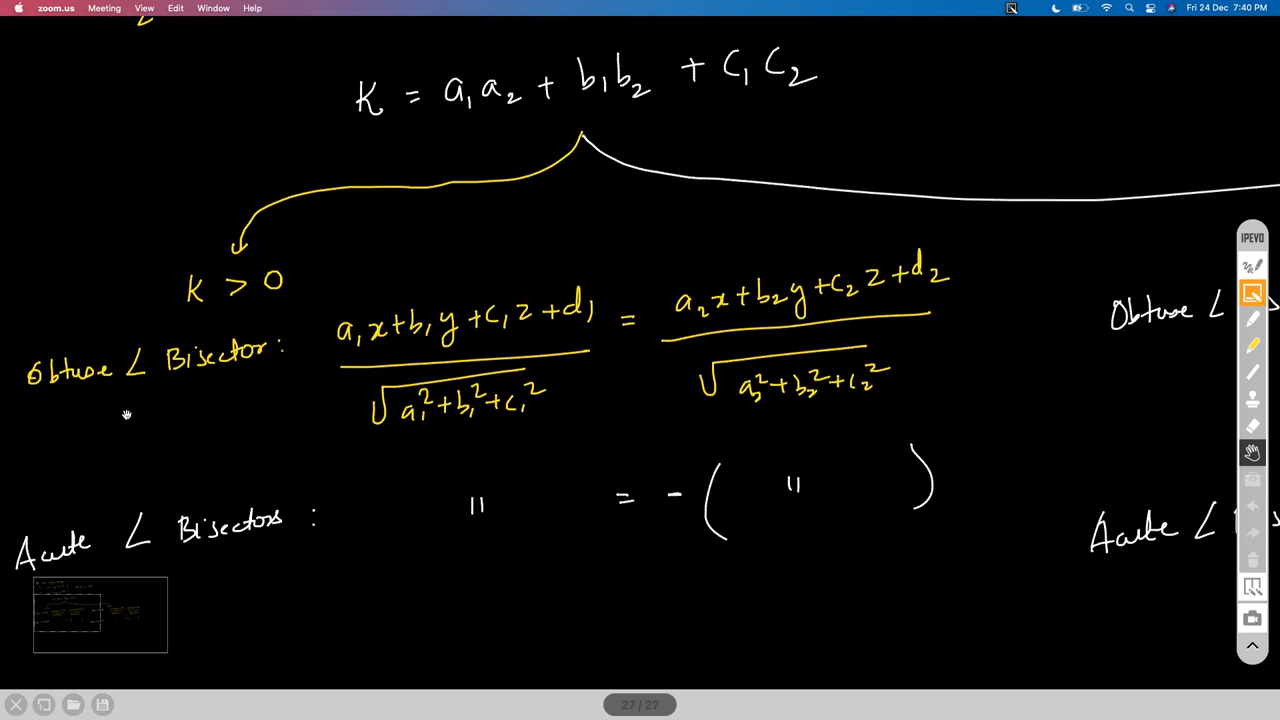 zoom.us Meeting View Edit Window Help Fri 24 Dec 7:40 PM
K = a₁a₂ + b₁b₂ + c₁c₂
K > 0
IPEVO
Obtuse ∠ Bisector: (a₁x+b₁y+c₁z+d₁)/√(a₁²+b₁²+c₁²) = (a₂x+b₂y+c₂z+d₂)/√(a₂²+b₂²+c₂²)
Obtuse ∠
Acute ∠ Bisectors: 〃 = - ( 〃 )
Acute ∠
27 / 27